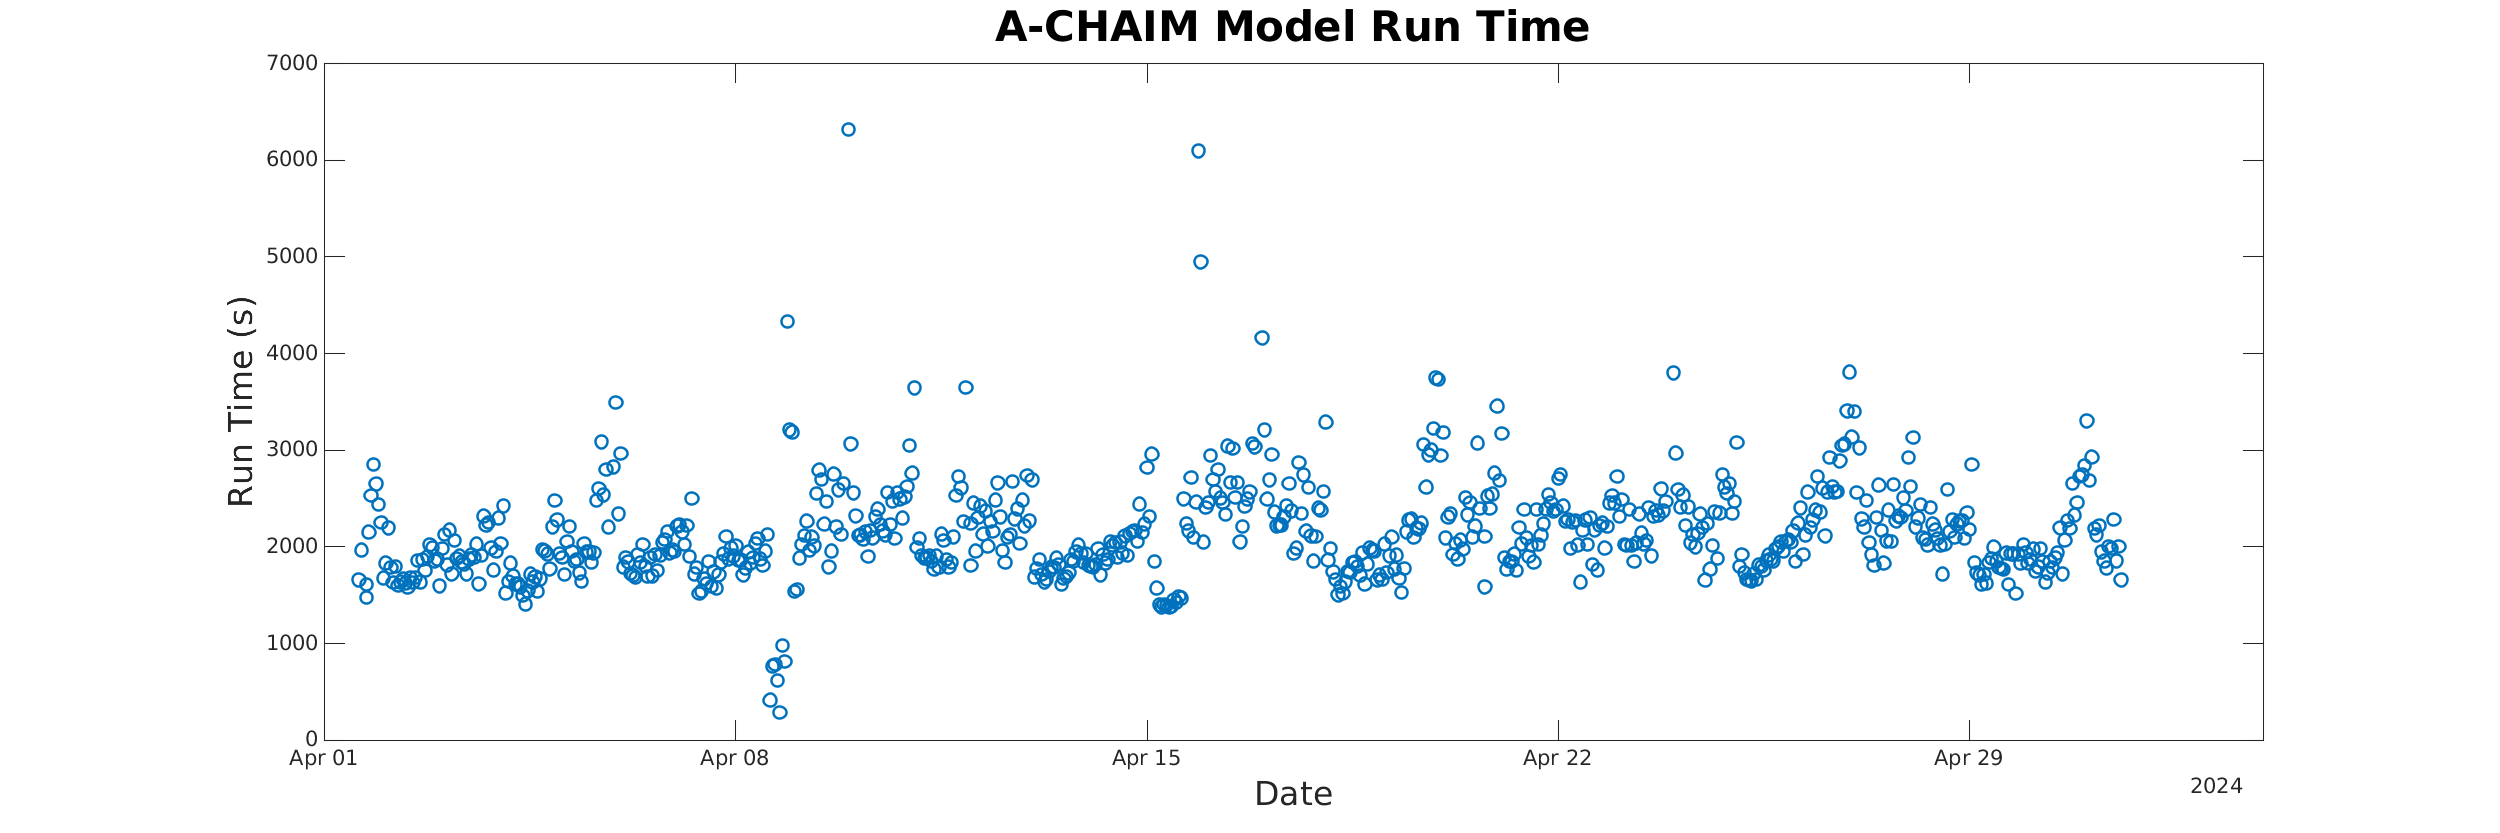 A-CHAIM Model Run Time
Run Time (s)
7000
6000
5000
4000
3000
2000
1000
0
Apr 01 Apr 08 Apr 15 Apr 22 Apr 29
2024
Date